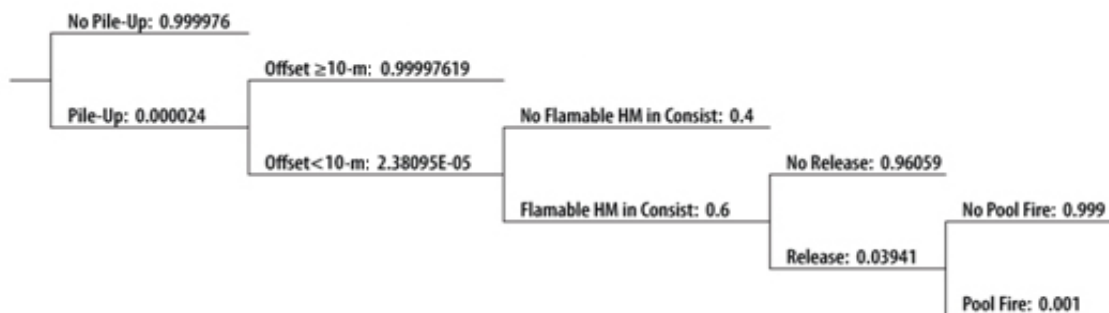 No Pile-Up: 0.999976
Offset ≥10-m: 0.99997619
Pile-Up: 0.000024
No Flamable HM in Consist: 0.4
Offset<10-m: 2.38095E-05
No Release: 0.96059
Flamable HM in Consist: 0.6
No Pool Fire: 0.999
Release: 0.03941
Pool Fire: 0.001